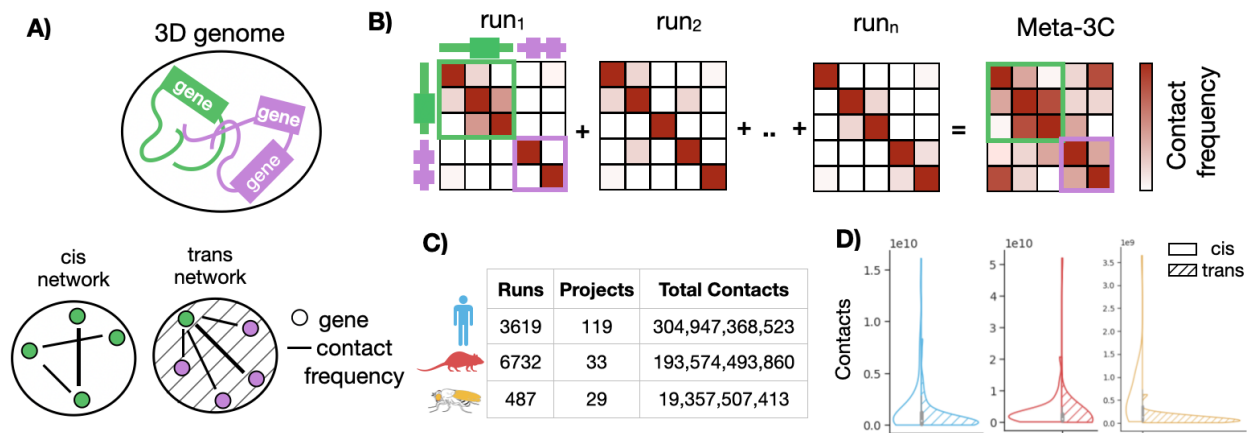 A)
3D genome
gene
gene
gene
cis
network
trans
network
gene
contact
frequency
B)
run1
run2
runn
Meta-3C
+
+ .. +
=
Contact
frequency
C)
Runs Projects Total Contacts
3619 119 304,947,368,523
6732 33 193,574,493,860
487 29 19,357,507,413
D)
cis
trans
Contacts
1e10
1.5
1.0
0.5
0.0
1e10
5
4
3
2
1
0
1e9
3.5
3.0
2.5
2.0
1.5
1.0
0.5
0.0